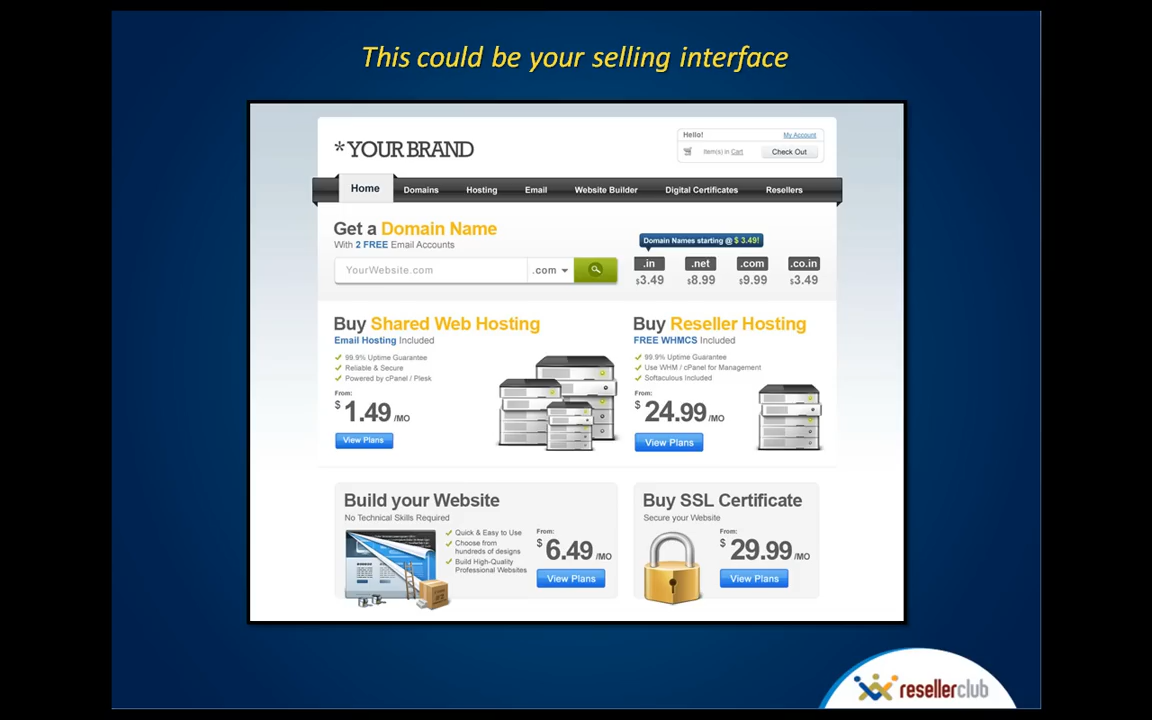 This could be your selling interface
*YOUR BRAND
Hello! My Account
Item(s) in Cart Check Out
Home Domains Hosting Email Website Builder Digital Certificates Resellers
Get a Domain Name
With 2 FREE Email Accounts
YourWebsite.com .com
Domain Names starting @ $ 3.49!
.in .net .com .co.in
$3.49 $8.99 $9.99 $3.49
Buy Shared Web Hosting
Email Hosting Included
99.9% Uptime Guarantee
Reliable & Secure
Powered by cPanel / Plesk
From:
$1.49 /MO
View Plans
Buy Reseller Hosting
FREE WHMCS Included
99.9% Uptime Guarantee
Use WHM / cPanel for Management
Softaculous Included
From:
$24.99 /MO
View Plans
Build your Website
No Technical Skills Required
Quick & Easy to Use
Choose from
hundreds of designs
Build High-Quality
Professional Websites
From:
$6.49 /MO
View Plans
Buy SSL Certificate
Secure your Website
From:
$29.99 /MO
View Plans
resellerclub